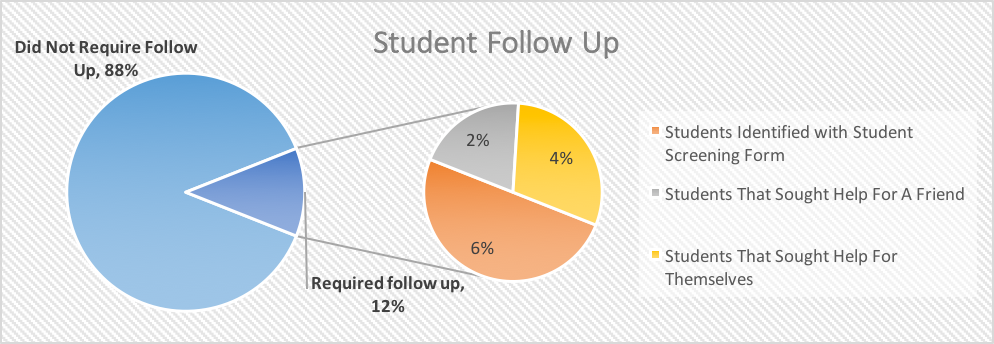 Student Follow Up
Did Not Require Follow
Up, 88%
2%
4%
6%
Required follow up,
12%
Students Identified with Student
Screening Form
Students That Sought Help For A Friend
Students That Sought Help For
Themselves